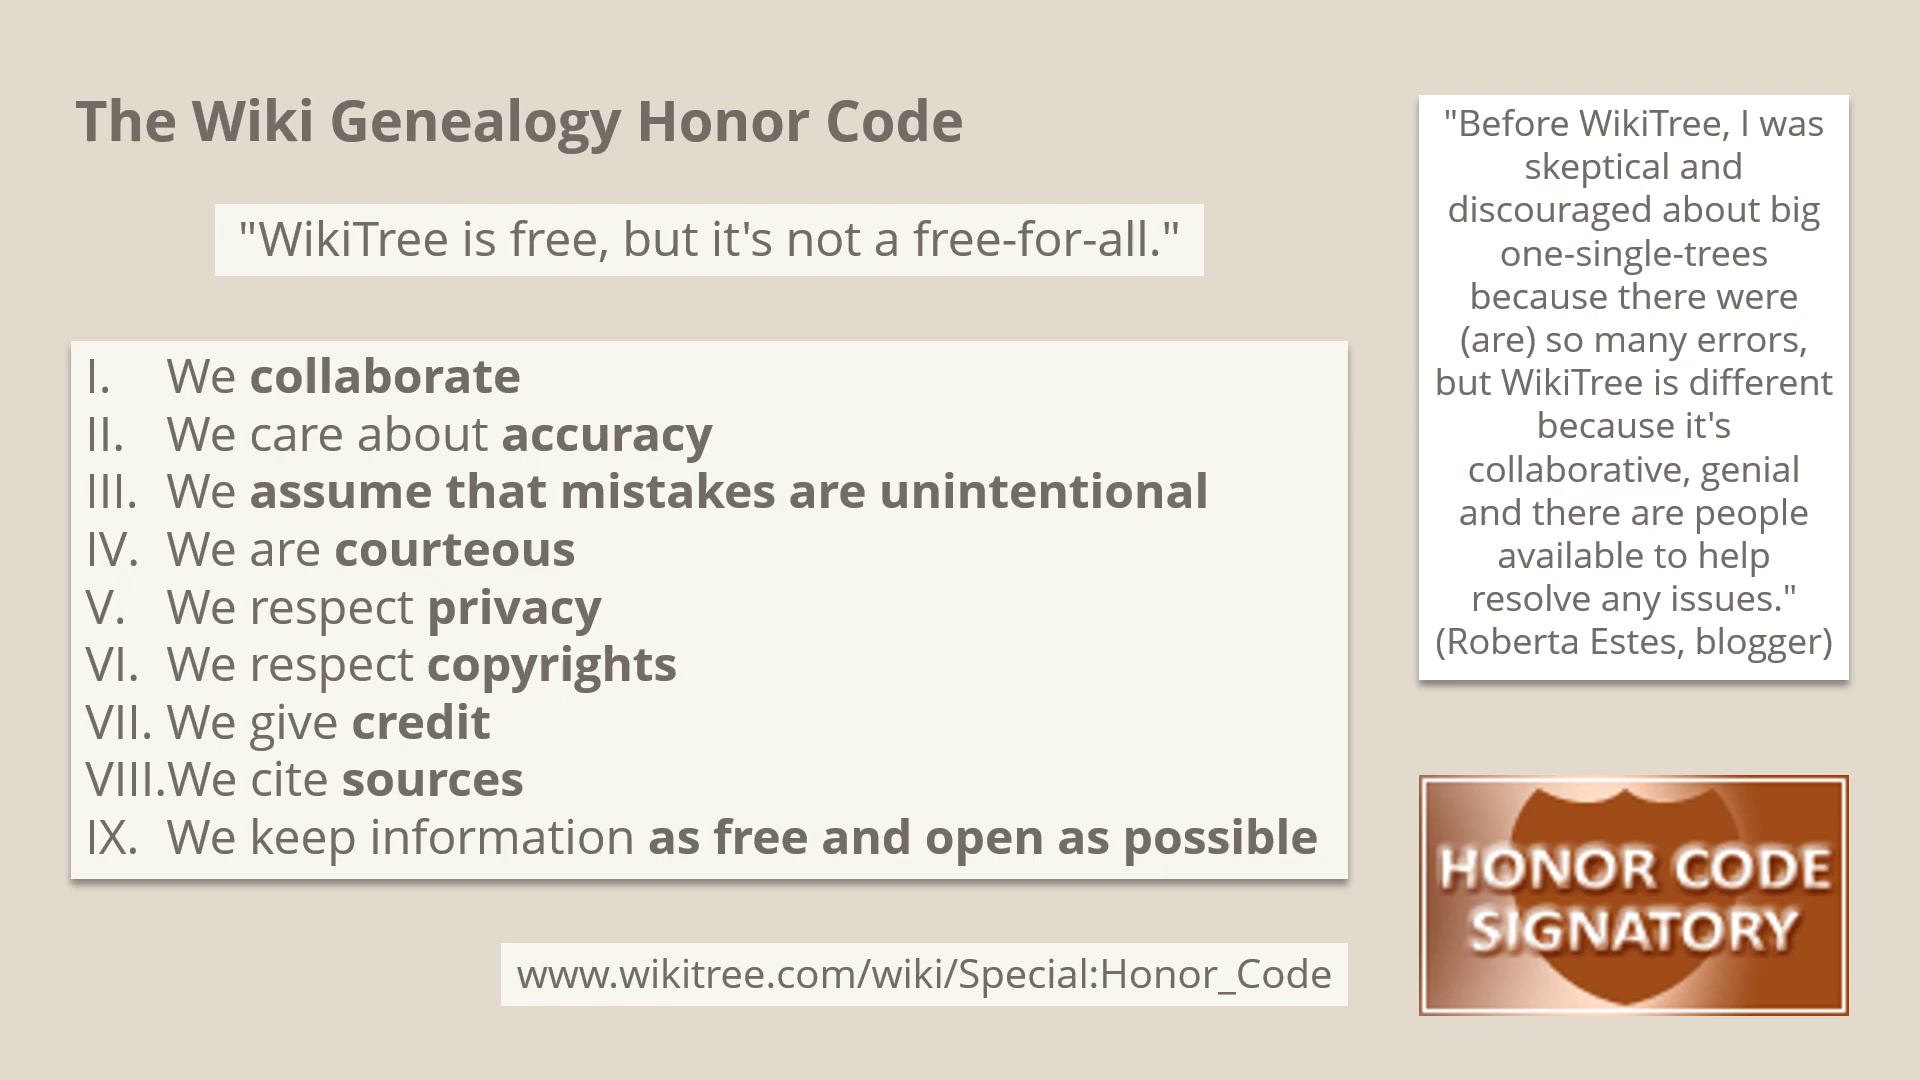 The Wiki Genealogy Honor Code
"WikiTree is free, but it's not a free-for-all."
I. We collaborate
II. We care about accuracy
III. We assume that mistakes are unintentional
IV. We are courteous
V. We respect privacy
VI. We respect copyrights
VII. We give credit
VIII.We cite sources
IX. We keep information as free and open as possible
www.wikitree.com/wiki/Special:Honor_Code
"Before WikiTree, I was
skeptical and
discouraged about big
one-single-trees
because there were
(are) so many errors,
but WikiTree is different
because it's
collaborative, genial
and there are people
available to help
resolve any issues."
(Roberta Estes, blogger)
HONOR CODE
SIGNATORY